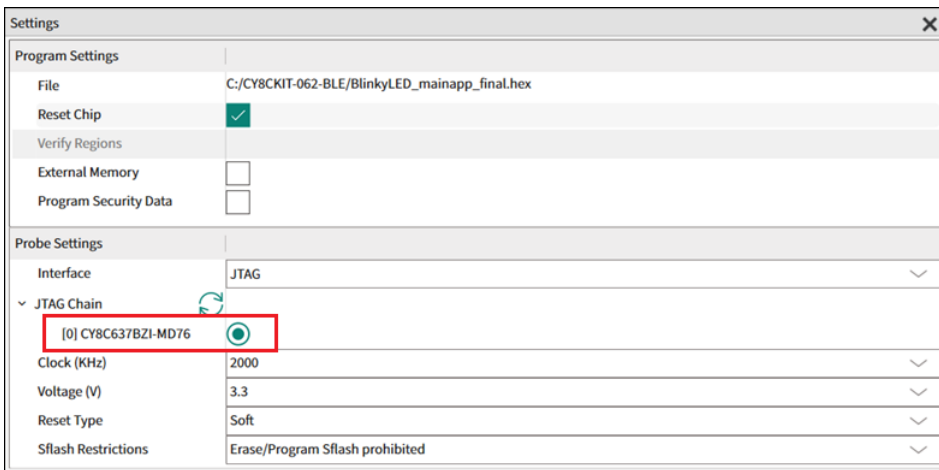 Settings
Program Settings
File C:/CY8CKIT-062-BLE/BlinkyLED_mainapp_final.hex
Reset Chip
Verify Regions
External Memory
Program Security Data
Probe Settings
Interface JTAG
JTAG Chain
[0] CY8C637BZI-MD76
Clock (KHz) 2000
Voltage (V) 3.3
Reset Type Soft
Sflash Restrictions Erase/Program Sflash prohibited